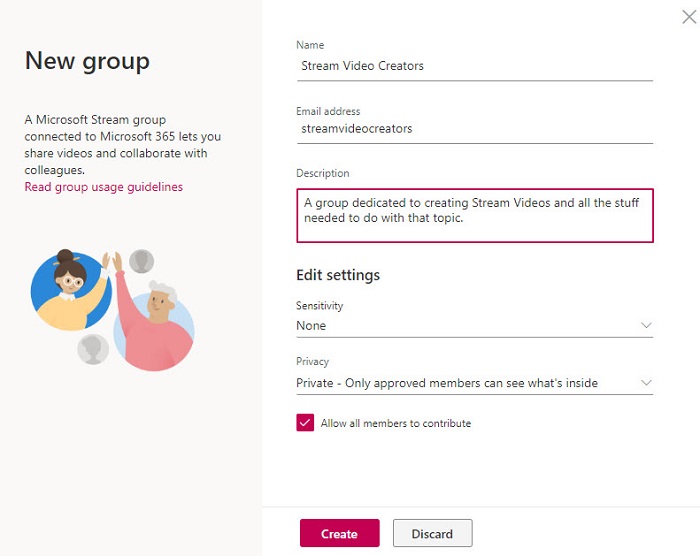 New group
A Microsoft Stream group
connected to Microsoft 365 lets you
share videos and collaborate with
colleagues.
Read group usage guidelines
Name
Stream Video Creators
Email address
streamvideocreators
Description
A group dedicated to creating Stream Videos and all the stuff
needed to do with that topic.
Edit settings
Sensitivity
None
Privacy
Private - Only approved members can see what's inside
Allow all members to contribute
Create
Discard